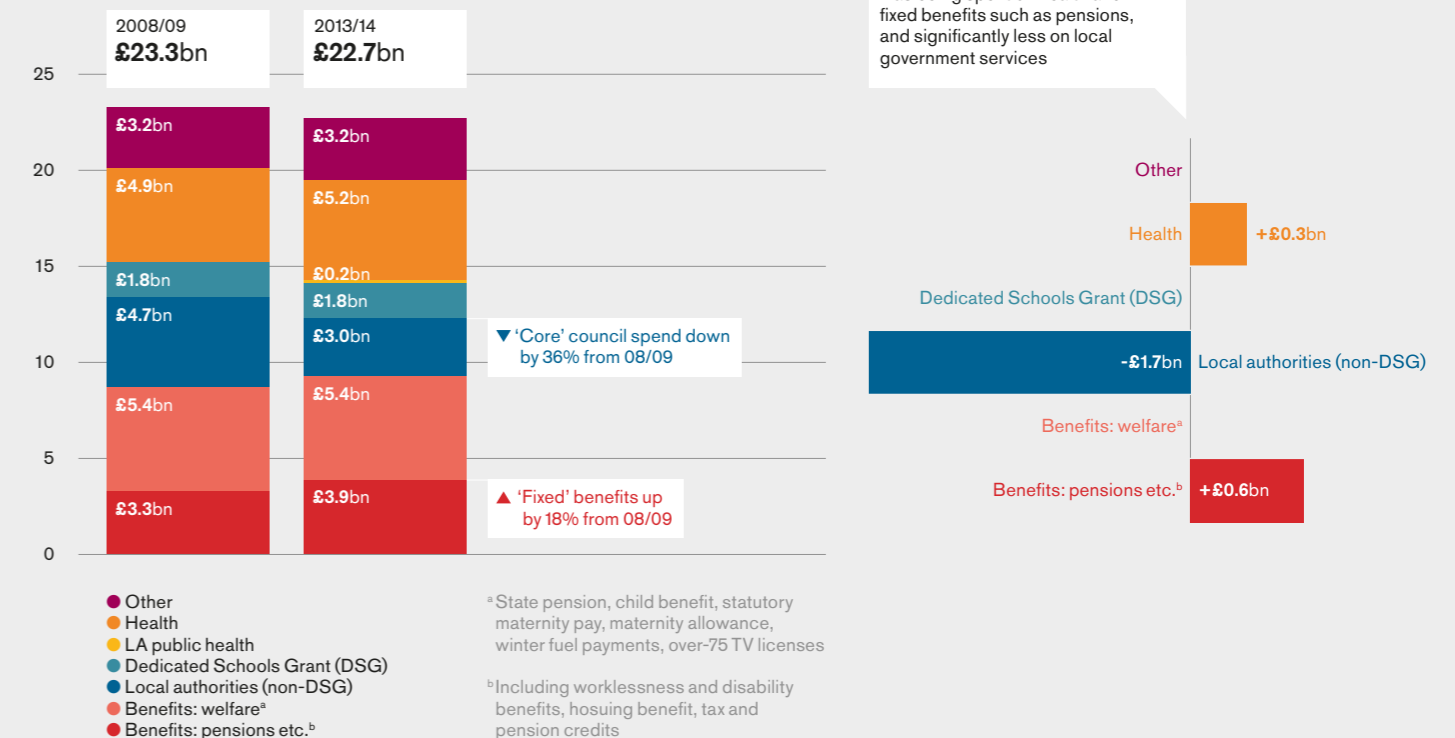 2008/09
£23.3bn
2013/14
£22.7bn
fixed benefits such as pensions,
and significantly less on local
government services
25
20
15
10
5
0
£3.2bn
£4.9bn
£1.8bn
£4.7bn
£5.4bn
£3.3bn
£3.2bn
£5.2bn
£0.2bn
£1.8bn
£3.0bn
£5.4bn
£3.9bn
▼ ‘Core’ council spend down
by 36% from 08/09
▲ ‘Fixed’ benefits up
by 18% from 08/09
Other
Health
+£0.3bn
Dedicated Schools Grant (DSG)
-£1.7bn
Local authorities (non-DSG)
Benefits: welfareᵃ
Benefits: pensions etc.ᵇ
+£0.6bn
Other
Health
LA public health
Dedicated Schools Grant (DSG)
Local authorities (non-DSG)
Benefits: welfareᵃ
Benefits: pensions etc.ᵇ
ᵃ State pension, child benefit, statutory
maternity pay, maternity allowance,
winter fuel payments, over-75 TV licenses
ᵇ Including worklessness and disability
benefits, hosuing benefit, tax and
pension credits